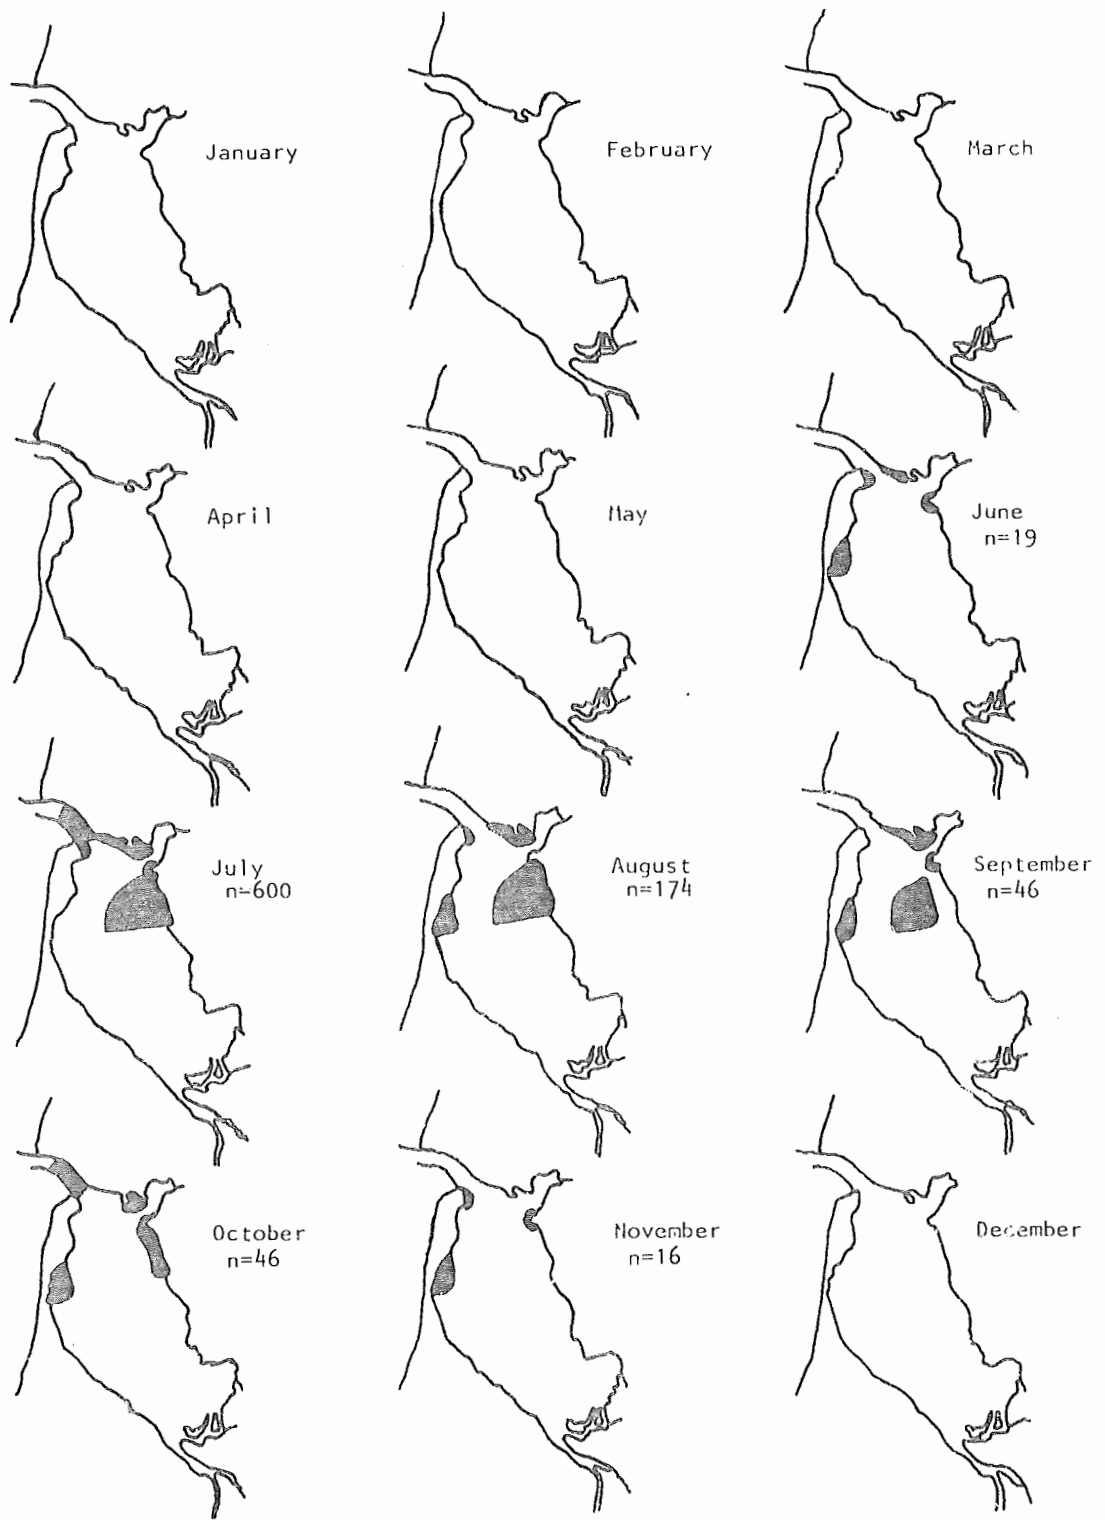 January
February
March
April
May
June
n=19
July
n=600
August
n=174
September
n=46
October
n=46
November
n=16
December